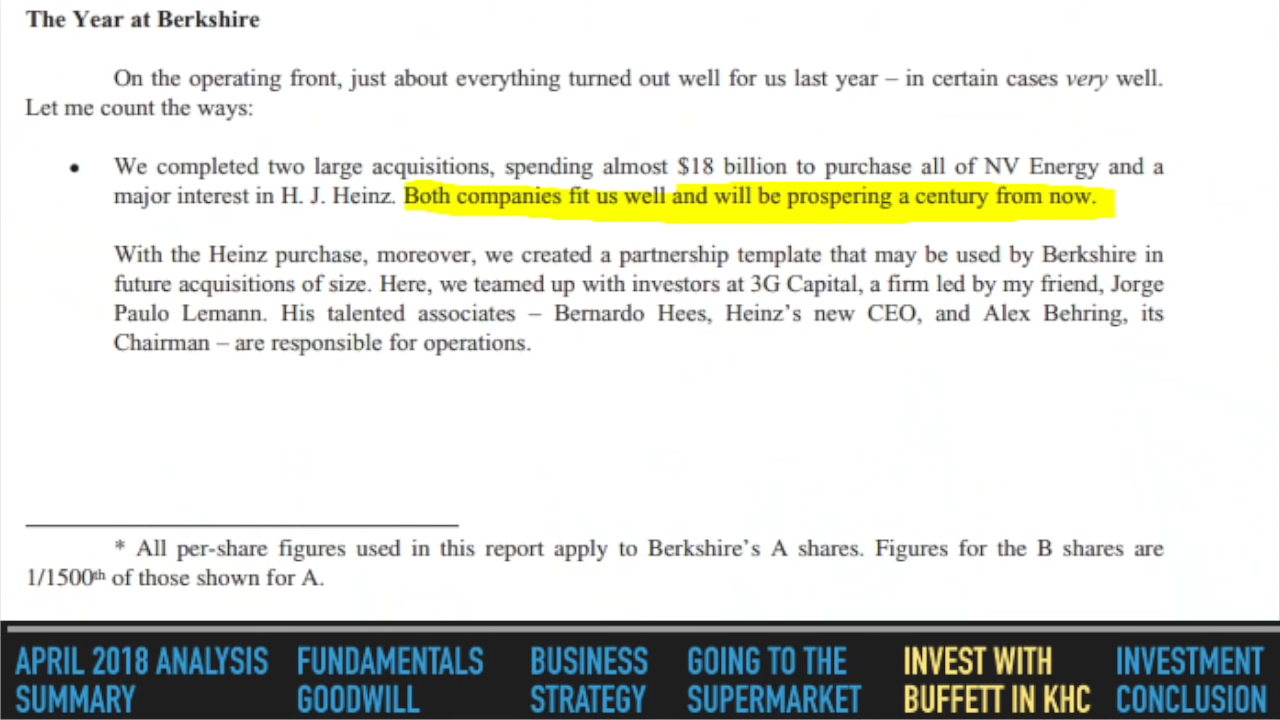 The Year at Berkshire
On the operating front, just about everything turned out well for us last year – in certain cases very well.
Let me count the ways:
• We completed two large acquisitions, spending almost $18 billion to purchase all of NV Energy and a
major interest in H. J. Heinz. Both companies fit us well and will be prospering a century from now.
With the Heinz purchase, moreover, we created a partnership template that may be used by Berkshire in
future acquisitions of size. Here, we teamed up with investors at 3G Capital, a firm led by my friend, Jorge
Paulo Lemann. His talented associates – Bernardo Hees, Heinz’s new CEO, and Alex Behring, its
Chairman – are responsible for operations.
* All per-share figures used in this report apply to Berkshire’s A shares. Figures for the B shares are
1/1500th of those shown for A.
APRIL 2018 ANALYSIS
SUMMARY
FUNDAMENTALS
GOODWILL
BUSINESS
STRATEGY
GOING TO THE
SUPERMARKET
INVEST WITH
BUFFETT IN KHC
INVESTMENT
CONCLUSION